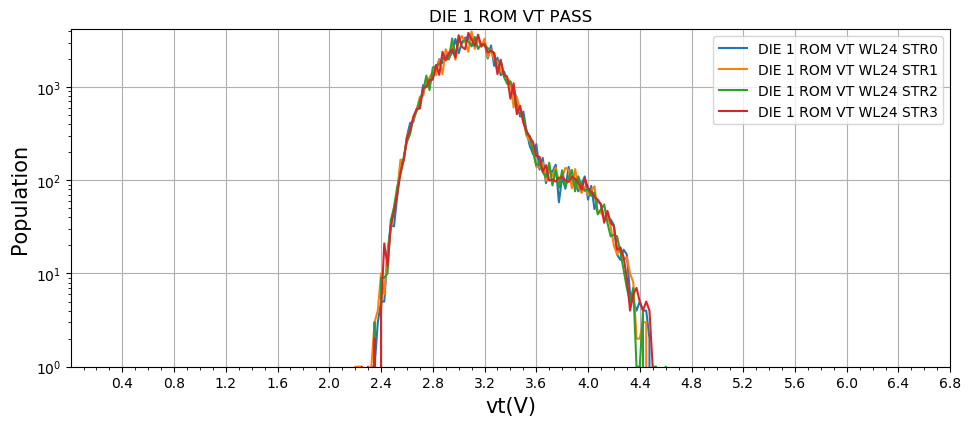 DIE 1 ROM VT PASS
DIE 1 ROM VT WL24 STR0
DIE 1 ROM VT WL24 STR1
DIE 1 ROM VT WL24 STR2
DIE 1 ROM VT WL24 STR3
Population
10³
10²
10¹
10⁰
0.4 0.8 1.2 1.6 2.0 2.4 2.8 3.2 3.6 4.0 4.4 4.8 5.2 5.6 6.0 6.4 6.8
vt(V)